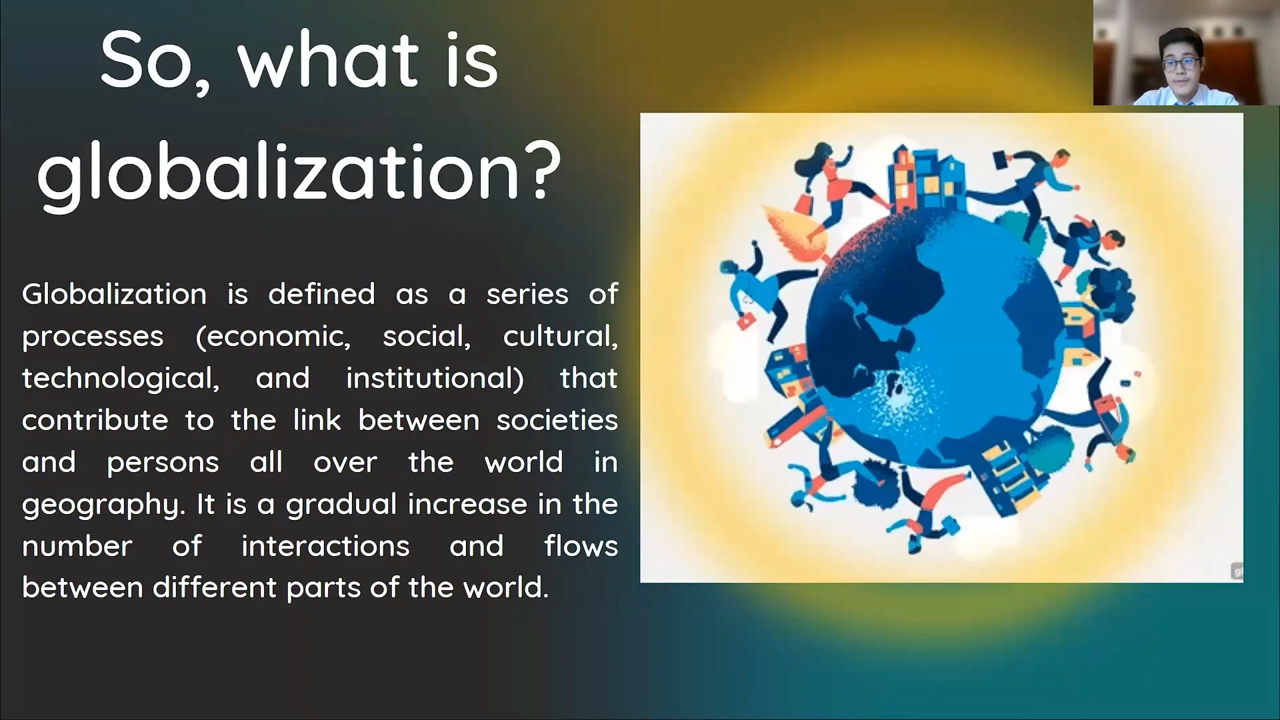 So, what is
globalization?
Globalization is defined as a series of
processes (economic, social, cultural,
technological, and institutional) that
contribute to the link between societies
and persons all over the world in
geography. It is a gradual increase in the
number of interactions and flows
between different parts of the world.